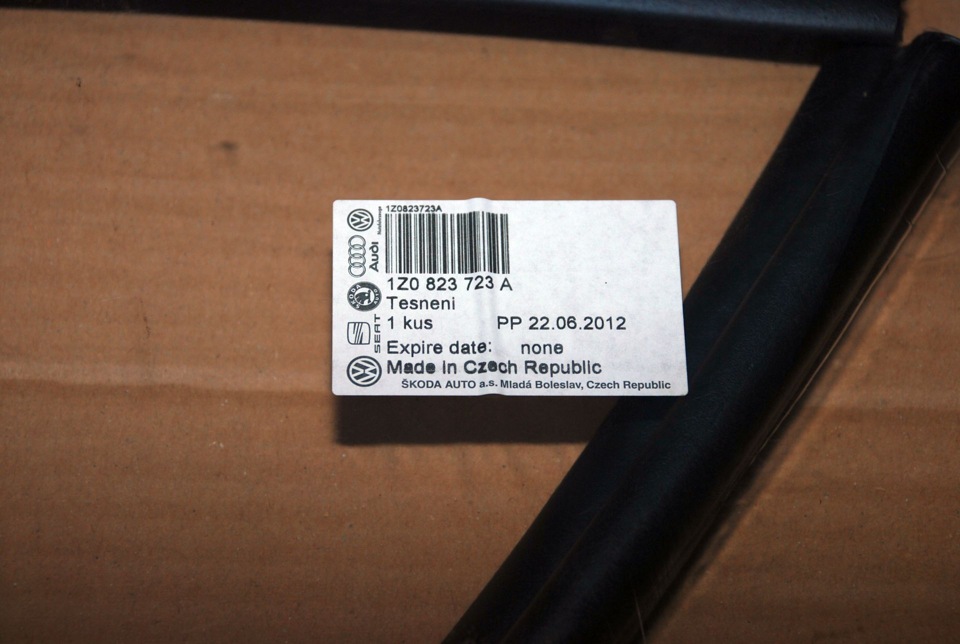 1Z0823723A
Audi
1Z0 823 723 A
Tesneni
1 kus PP 22.06.2012
SEAT
Expire date: none
Made in Czech Republic
ŠKODA AUTO a.s. Mladá Boleslav, Czech Republic